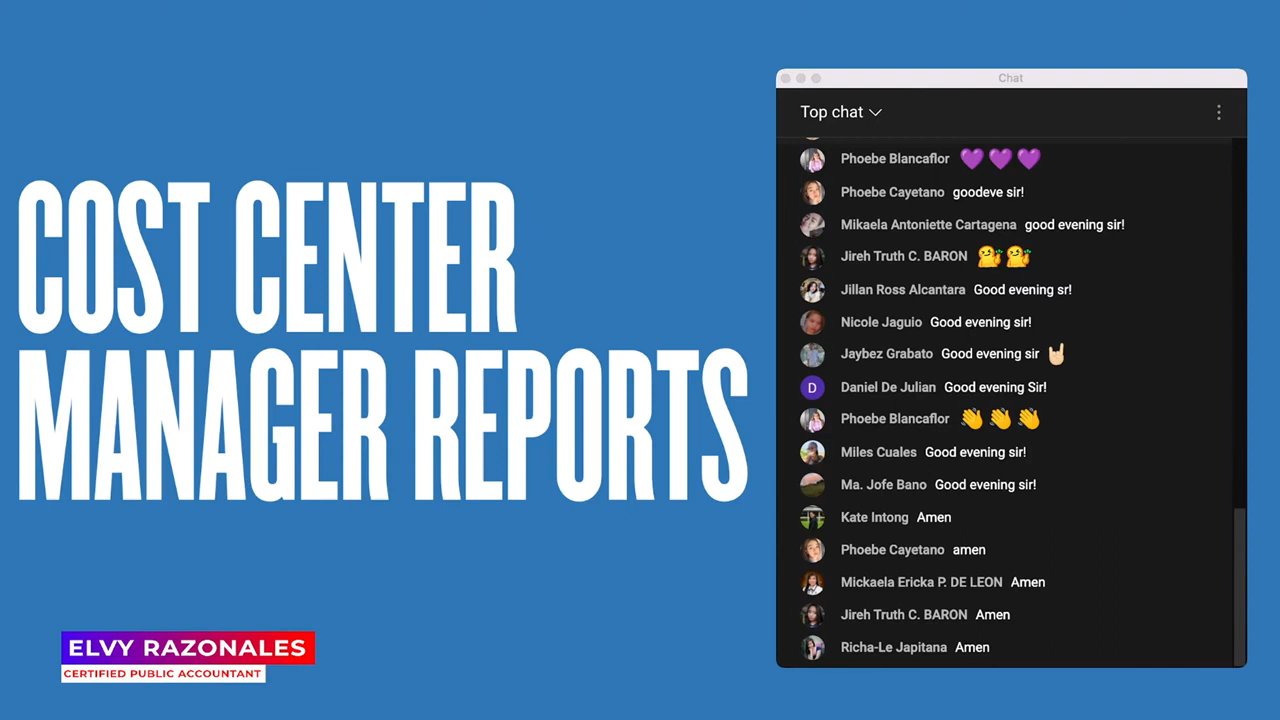 COST CENTER
MANAGER REPORTS
ELVY RAZONALES
CERTIFIED PUBLIC ACCOUNTANT
Chat
Top chat
Phoebe Blancaflor 💜💜💜
Phoebe Cayetano goodeve sir!
Mikaela Antoniette Cartagena good evening sir!
Jireh Truth C. BARON
Jillan Ross Alcantara Good evening sr!
Nicole Jaguio Good evening sir!
Jaybez Grabato Good evening sir 🤘🏼
D Daniel De Julian Good evening Sir!
Phoebe Blancaflor 👋👋👋
Miles Cuales Good evening sir!
Ma. Jofe Bano Good evening sir!
Kate Intong Amen
Phoebe Cayetano amen
Mickaela Ericka P. DE LEON Amen
Jireh Truth C. BARON Amen
Richa-Le Japitana Amen